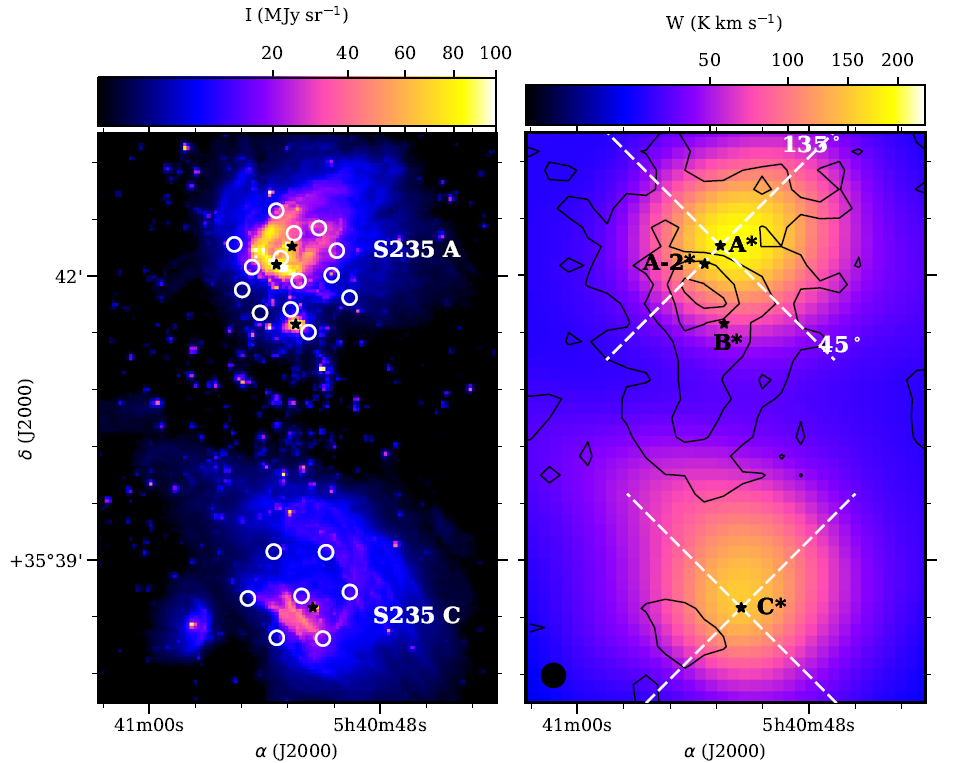 I (MJy sr⁻¹)
20 40 60 80 100
W (K km s⁻¹)
50 100 150 200
S235 A
S235 C
42'
+35°39'
δ (J2000)
41m00s 5h40m48s
α (J2000)
135°
A*
A-2*
B*
45°
C*
41m00s 5h40m48s
α (J2000)